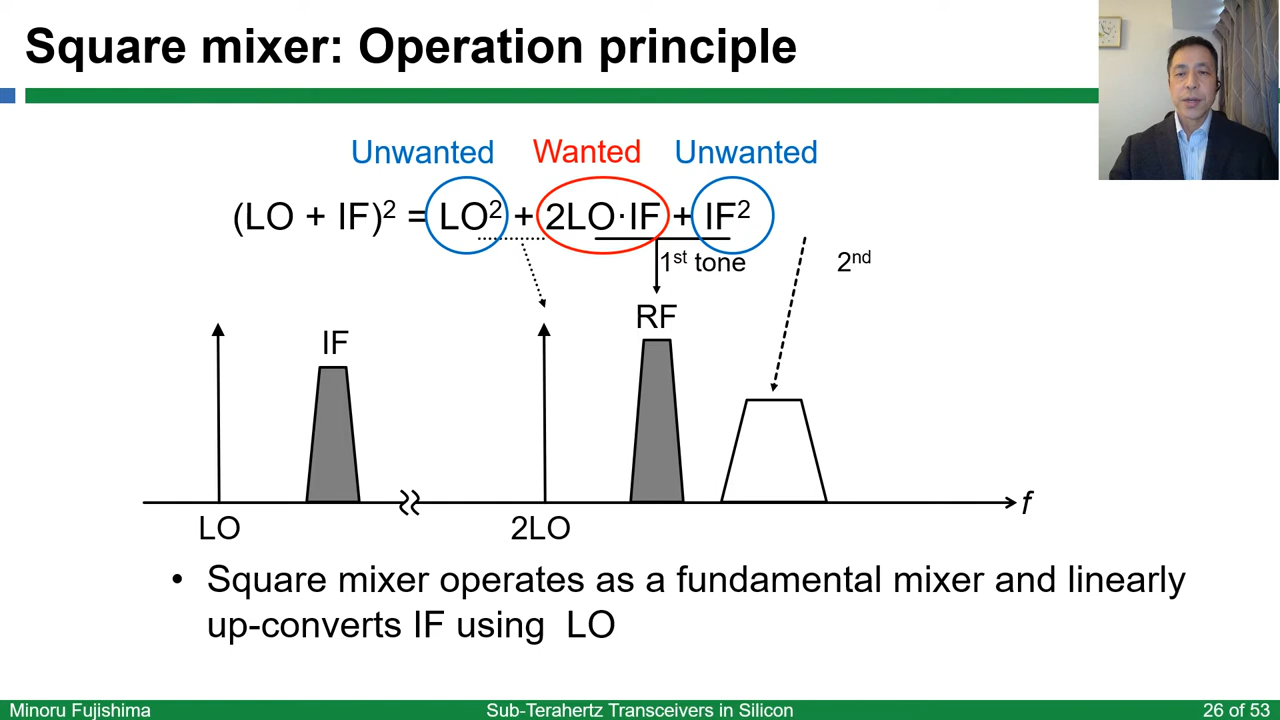 Square mixer: Operation principle
Unwanted Wanted Unwanted
(LO + IF)² = LO² + 2LO·IF + IF²
1st tone 2nd
RF
IF
f
LO 2LO
• Square mixer operates as a fundamental mixer and linearly
up-converts IF using LO
Minoru Fujishima Sub-Terahertz Transceivers in Silicon 26 of 53